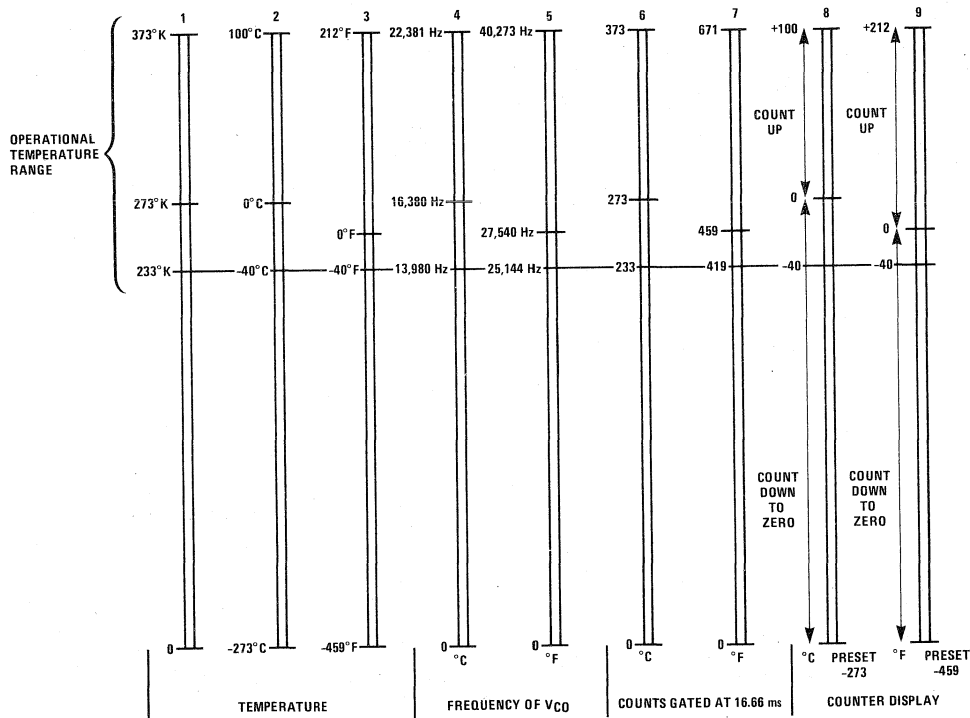 1 2 3 4 5 6 7 8 9
373°K 100°C 212°F 22,381 Hz 40,273 Hz 373 671 +100 +212
OPERATIONAL
TEMPERATURE
RANGE
COUNT
UP
COUNT
UP
273°K 0°C 16,380 Hz 273 0
0°F 27,540 Hz 459 0
233°K -40°C -40°F 13,980 Hz 25,144 Hz 233 419 -40 -40
COUNT
DOWN
TO
ZERO
COUNT
DOWN
TO
ZERO
0 -273°C -459°F 0 0 0 0
°C °F °C °F °C PRESET
-273
°F PRESET
-459
TEMPERATURE
FREQUENCY OF VCO
COUNTS GATED AT 16.66 ms
COUNTER DISPLAY